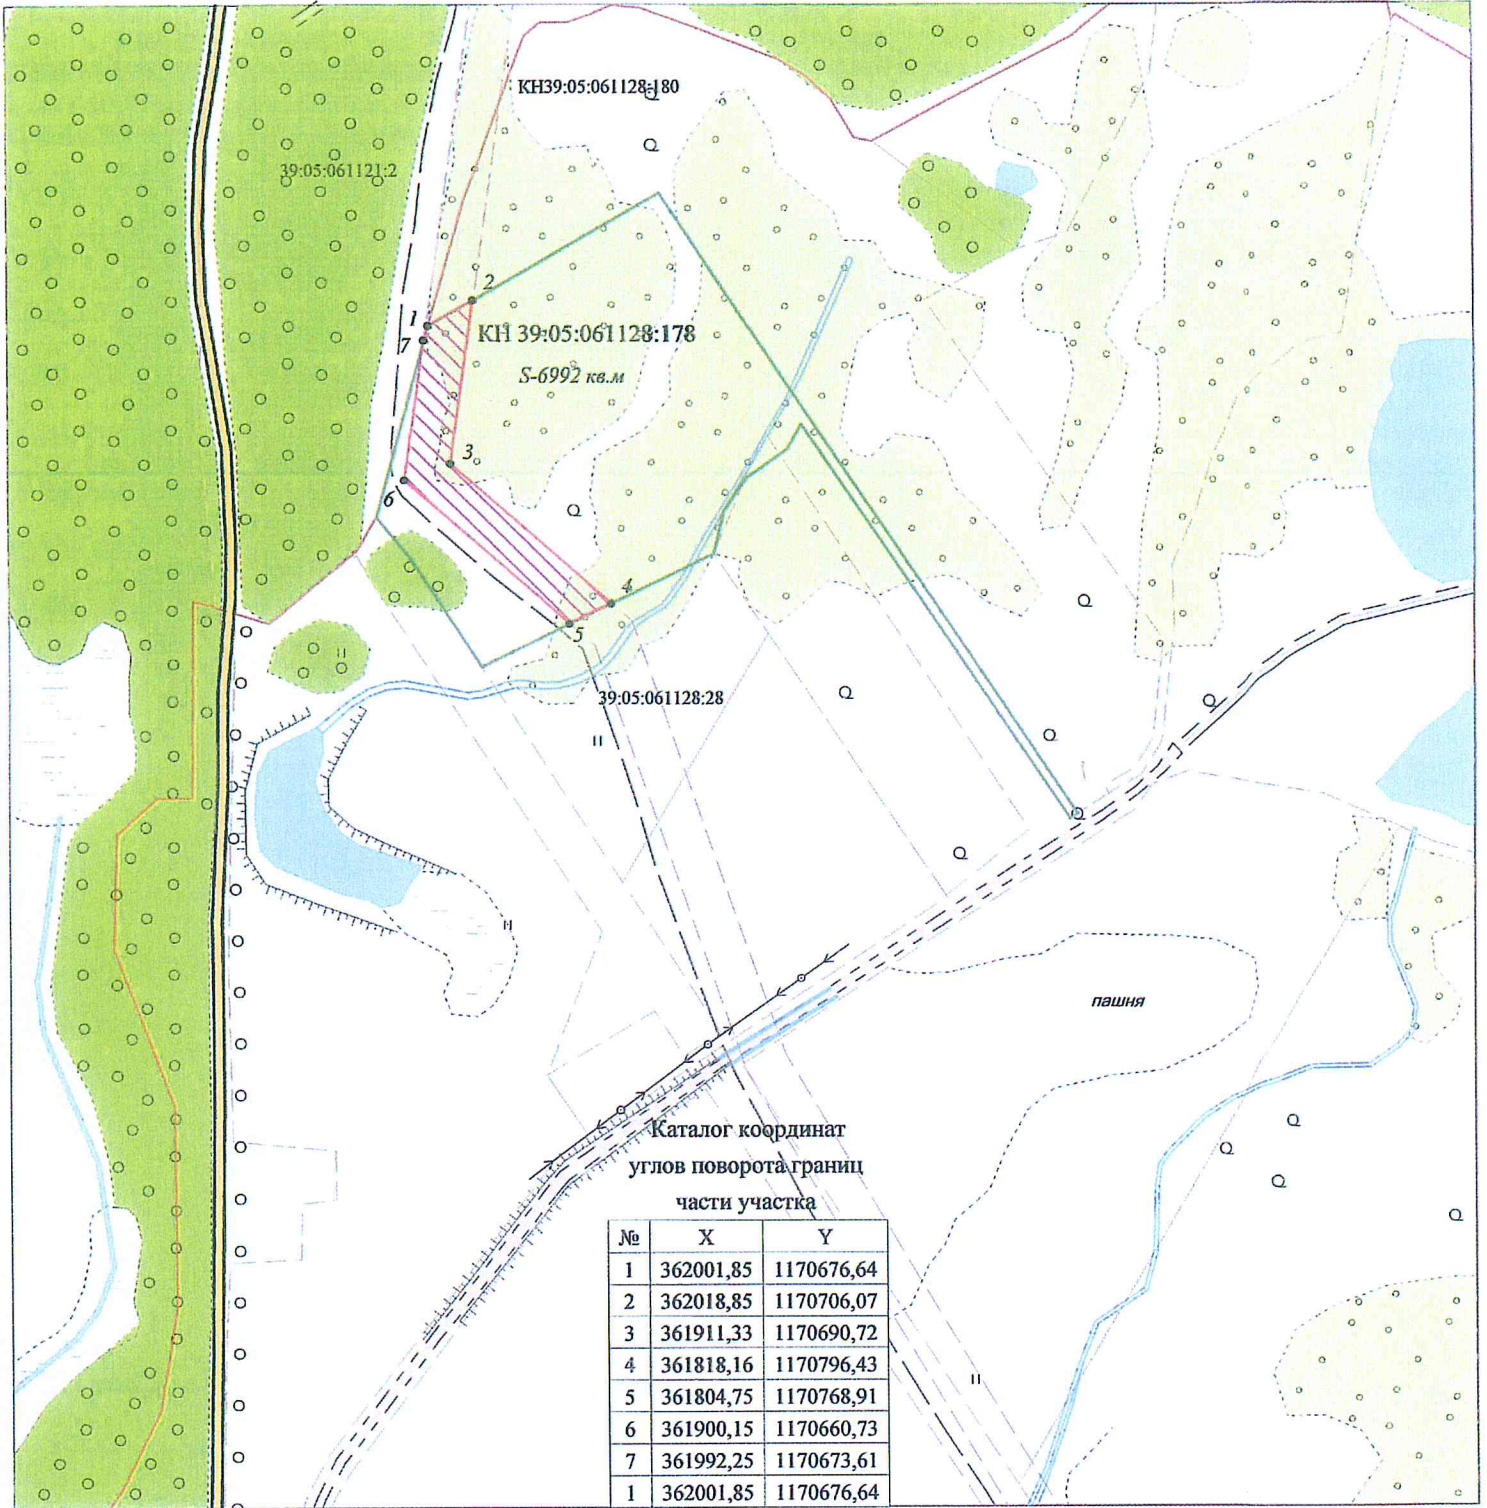 КН39:05:061128:180
39:05:061121:2
2
1
7
КН 39:05:061128:178
S-6992 кв.м
3
6
4
5
39:05:061128:28
пашня
Каталог координат
углов поворота границ
части участка
№ X Y
1 362001,85 1170676,64
2 362018,85 1170706,07
3 361911,33 1170690,72
4 361818,16 1170796,43
5 361804,75 1170768,91
6 361900,15 1170660,73
7 361992,25 1170673,61
1 362001,85 1170676,64